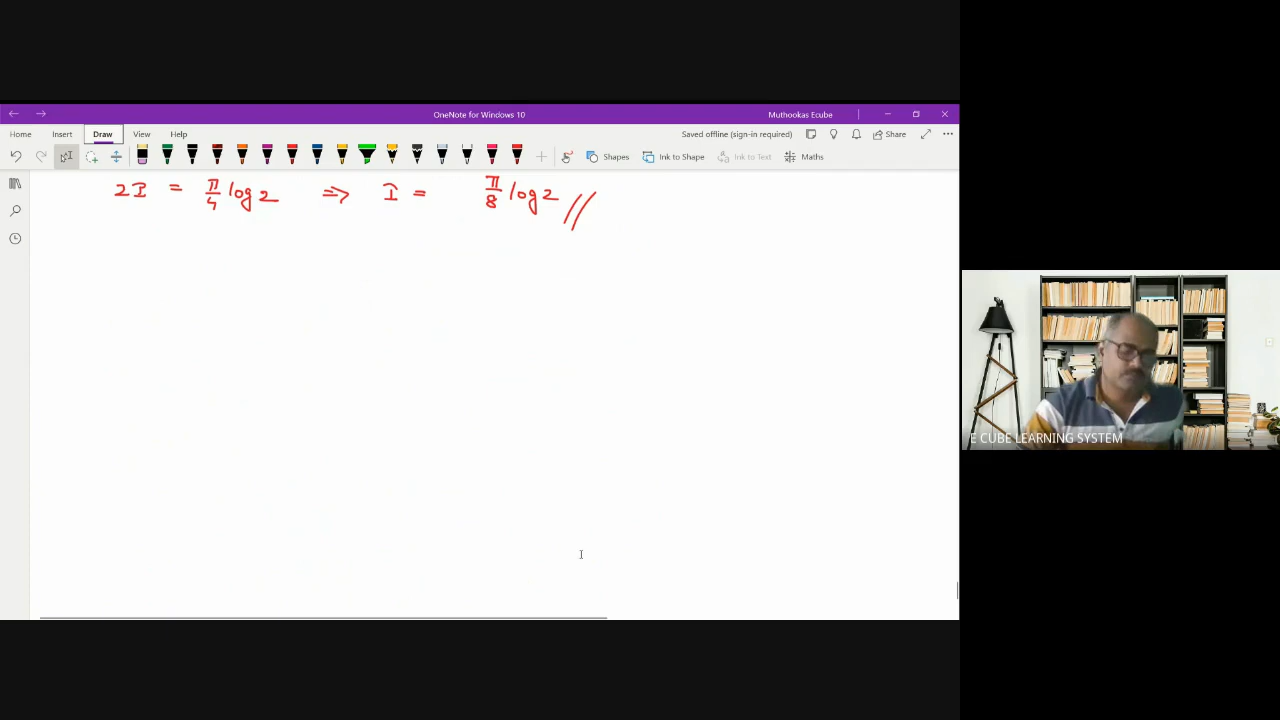 OneNote for Windows 10
Muthookas Ecube
Home Insert Draw View Help
Saved offline (sign-in required) Share
Shapes Ink to Shape Ink to Text Maths
2I = π/4 log 2 ⇒ I = π/8 log 2 //
E CUBE LEARNING SYSTEM